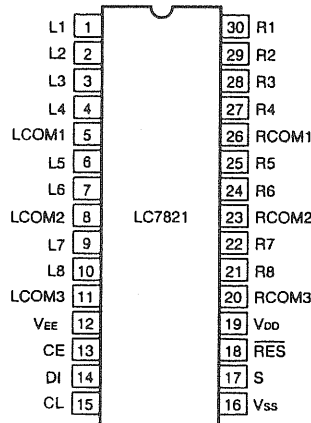 L1 1 30 R1
L2 2 29 R2
L3 3 28 R3
L4 4 27 R4
LCOM1 5 26 RCOM1
L5 6 25 R5
L6 7 24 R6
LCOM2 8 LC7821 23 RCOM2
L7 9 22 R7
L8 10 21 R8
LCOM3 11 20 RCOM3
VEE 12 19 VDD
CE 13 18 R̅E̅S̅
DI 14 17 S
CL 15 16 VSS